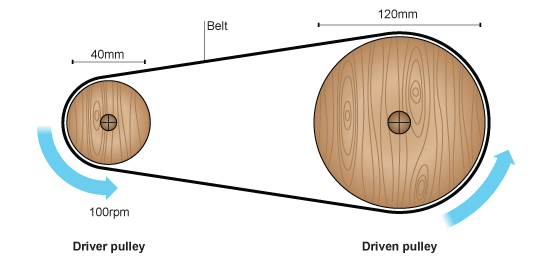 120mm
Belt
40mm
100rpm
Driver pulley
Driven pulley